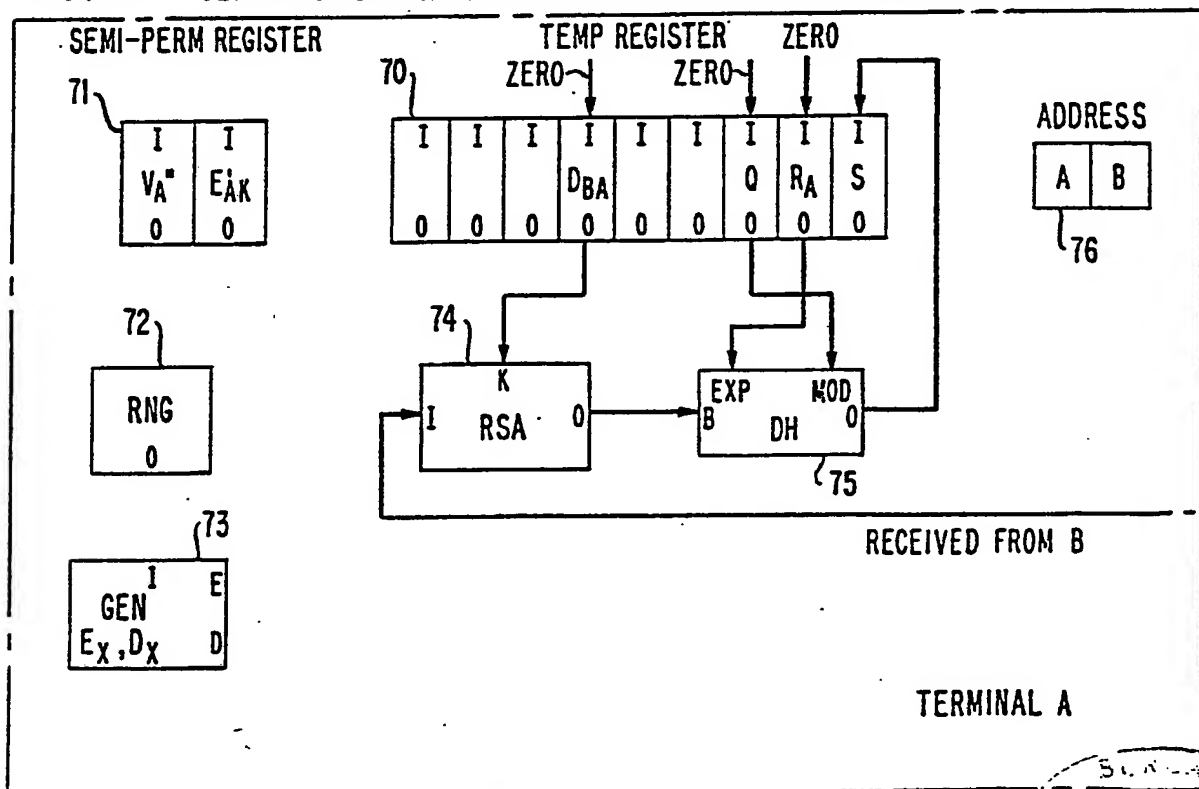 SEMI-PERM REGISTER
TEMP REGISTER
ZERO
ZERO
ZERO
70
71
I I
V_A" E'_AK
0 0
I I I I I I I I I
D_BA Q R_A S
0 0 0 0 0 0 0 0 0
ADDRESS
A B
76
72
RNG
0
74
K
I RSA 0
EXP MOD
B DH 0
75
73
I E
GEN
E_X, D_X D
RECEIVED FROM B
TERMINAL A